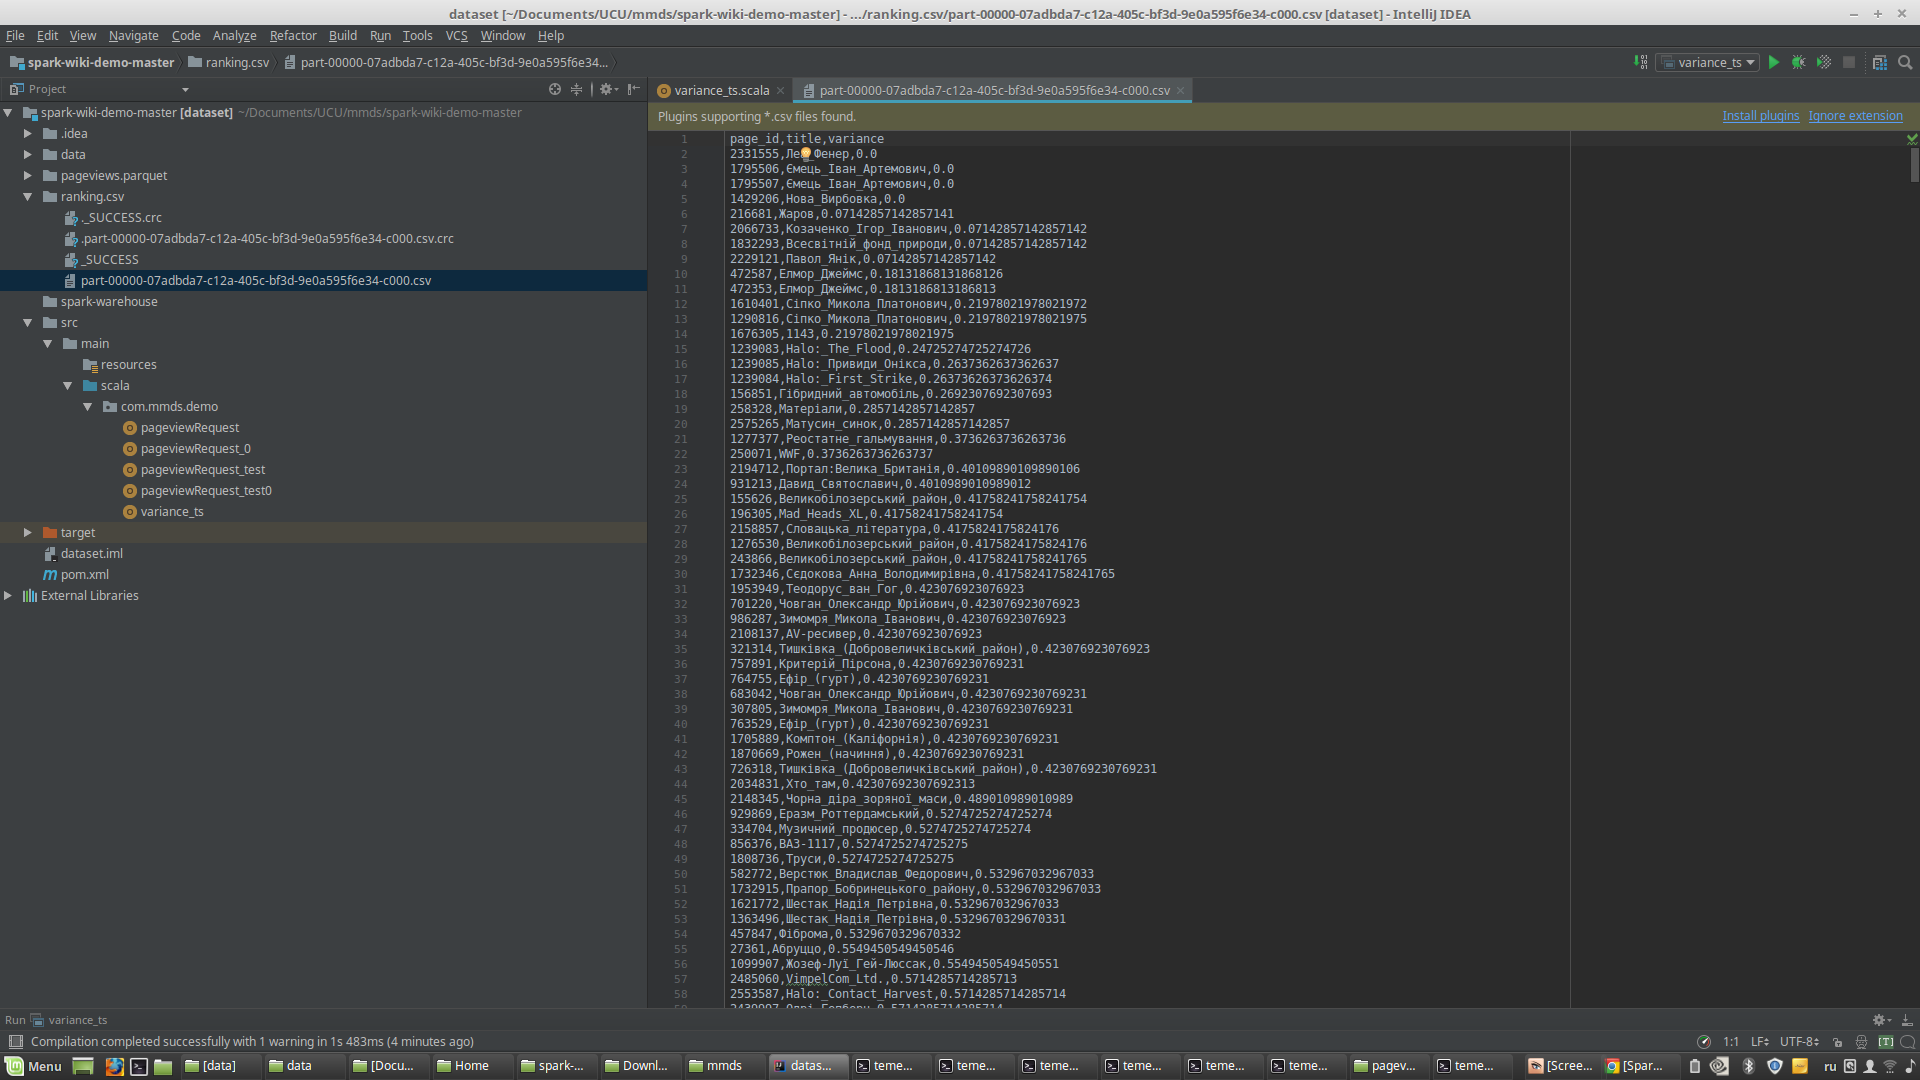 dataset [~/Documents/UCU/mmds/spark-wiki-demo-master] - .../ranking.csv/part-00000-07adbda7-c12a-405c-bf3d-9e0a595f6e34-c000.csv [dataset] - IntelliJ IDEA
File Edit View Navigate Code Analyze Refactor Build Run Tools VCS Window Help
spark-wiki-demo-master ranking.csv part-00000-07adbda7-c12a-405c-bf3d-9e0a595f6e34... variance_ts
Project
variance_ts.scala part-00000-07adbda7-c12a-405c-bf3d-9e0a595f6e34-c000.csv
Plugins supporting *.csv files found. Install plugins Ignore extension
spark-wiki-demo-master [dataset] ~/Documents/UCU/mmds/spark-wiki-demo-master
.idea
data
pageviews.parquet
ranking.csv
._SUCCESS.crc
.part-00000-07adbda7-c12a-405c-bf3d-9e0a595f6e34-c000.csv.crc
_SUCCESS
part-00000-07adbda7-c12a-405c-bf3d-9e0a595f6e34-c000.csv
spark-warehouse
src
main
resources
scala
com.mmds.demo
pageviewRequest
pageviewRequest_0
pageviewRequest_test
pageviewRequest_test0
variance_ts
target
dataset.iml
pom.xml
External Libraries
1 page_id,title,variance
2 2331555, Фенер,0.0
3 1795506,Ємець_Іван_Артемович,0.0
4 1795507,Ємець_Іван_Артемович,0.0
5 1429206,Нова_Вирбовка,0.0
6 216681,Жаров,0.07142857142857141
7 2066733,Козаченко_Ігор_Іванович,0.07142857142857142
8 1832293,Всесвітній_фонд_природи,0.07142857142857142
9 2229121,Павол_Янік,0.07142857142857142
10 472587,Елмор_Джеймс,0.18131868131868126
11 472353,Елмор_Джеймс,0.1813186813186813
12 1610401,Сіпко_Микола_Платонович,0.21978021978021972
13 1290816,Сіпко_Микола_Платонович,0.21978021978021975
14 1676305,1143,0.21978021978021975
15 1239083,Halo:_The_Flood,0.24725274725274726
16 1239085,Halo:_Привиди_Онікса,0.2637362637362637
17 1239084,Halo:_First_Strike,0.26373626373626374
18 156851,Гібридний_автомобіль,0.2692307692307693
19 258328,Матеріали,0.2857142857142857
20 2575265,Матусин_синок,0.2857142857142857
21 1277377,Реостатне_гальмування,0.3736263736263736
22 250071,WWF,0.3736263736263737
23 2194712,Портал:Велика_Британія,0.40109890109890106
24 931213,Давид_Святославич,0.4010989010989012
25 155626,Великобілозерський_район,0.41758241758241754
26 196305,Mad_Heads_XL,0.41758241758241754
27 2158857,Словацька_література,0.4175824175824176
28 1276530,Великобілозерський_район,0.4175824175824176
29 243866,Великобілозерський_район,0.41758241758241765
30 1732346,Сєдокова_Анна_Володимирівна,0.41758241758241765
31 1953949,Теодорус_ван_Гог,0.423076923076923
32 701220,Човган_Олександр_Юрійович,0.423076923076923
33 986287,Зимомря_Микола_Іванович,0.423076923076923
34 2108137,AV-ресивер,0.423076923076923
35 321314,Тишківка_(Добровеличківський_район),0.423076923076923
36 757891,Критерій_Пірсона,0.4230769230769231
37 764755,Ефір_(гурт),0.4230769230769231
38 683042,Човган_Олександр_Юрійович,0.4230769230769231
39 307805,Зимомря_Микола_Іванович,0.4230769230769231
40 763529,Ефір_(гурт),0.4230769230769231
41 1705889,Комптон_(Каліфорнія),0.4230769230769231
42 1870669,Рожен_(начиння),0.4230769230769231
43 726318,Тишківка_(Добровеличківський_район),0.4230769230769231
44 2034831,Хто_там,0.42307692307692313
45 2148345,Чорна_діра_зоряної_маси,0.489010989010989
46 929869,Еразм_Роттердамський,0.5274725274725274
47 334704,Музичний_продюсер,0.5274725274725274
48 856376,ВАЗ-1117,0.5274725274725275
49 1808736,Труси,0.5274725274725275
50 582772,Верстюк_Владислав_Федорович,0.532967032967033
51 1732915,Прапор_Бобринецького_району,0.532967032967033
52 1621772,Шестак_Надія_Петрівна,0.532967032967033
53 1363496,Шестак_Надія_Петрівна,0.5329670329670331
54 457847,Фіброма,0.5329670329670332
55 27361,Абруццо,0.5549450549450546
56 1099907,Жозеф-Луї_Гей-Люссак,0.5549450549450551
57 2485060,VimpelCom_Ltd.,0.5714285714285713
58 2553587,Halo:_Contact_Harvest,0.5714285714285714
Run variance_ts
Compilation completed successfully with 1 warning in 1s 483ms (4 minutes ago) 1:1 LF UTF-8
Menu [data] data [Docu... Home spark-... Downl... mmds datas... teme... teme... teme... teme... teme... teme... pagev... teme... [Scree... [Spar... ru